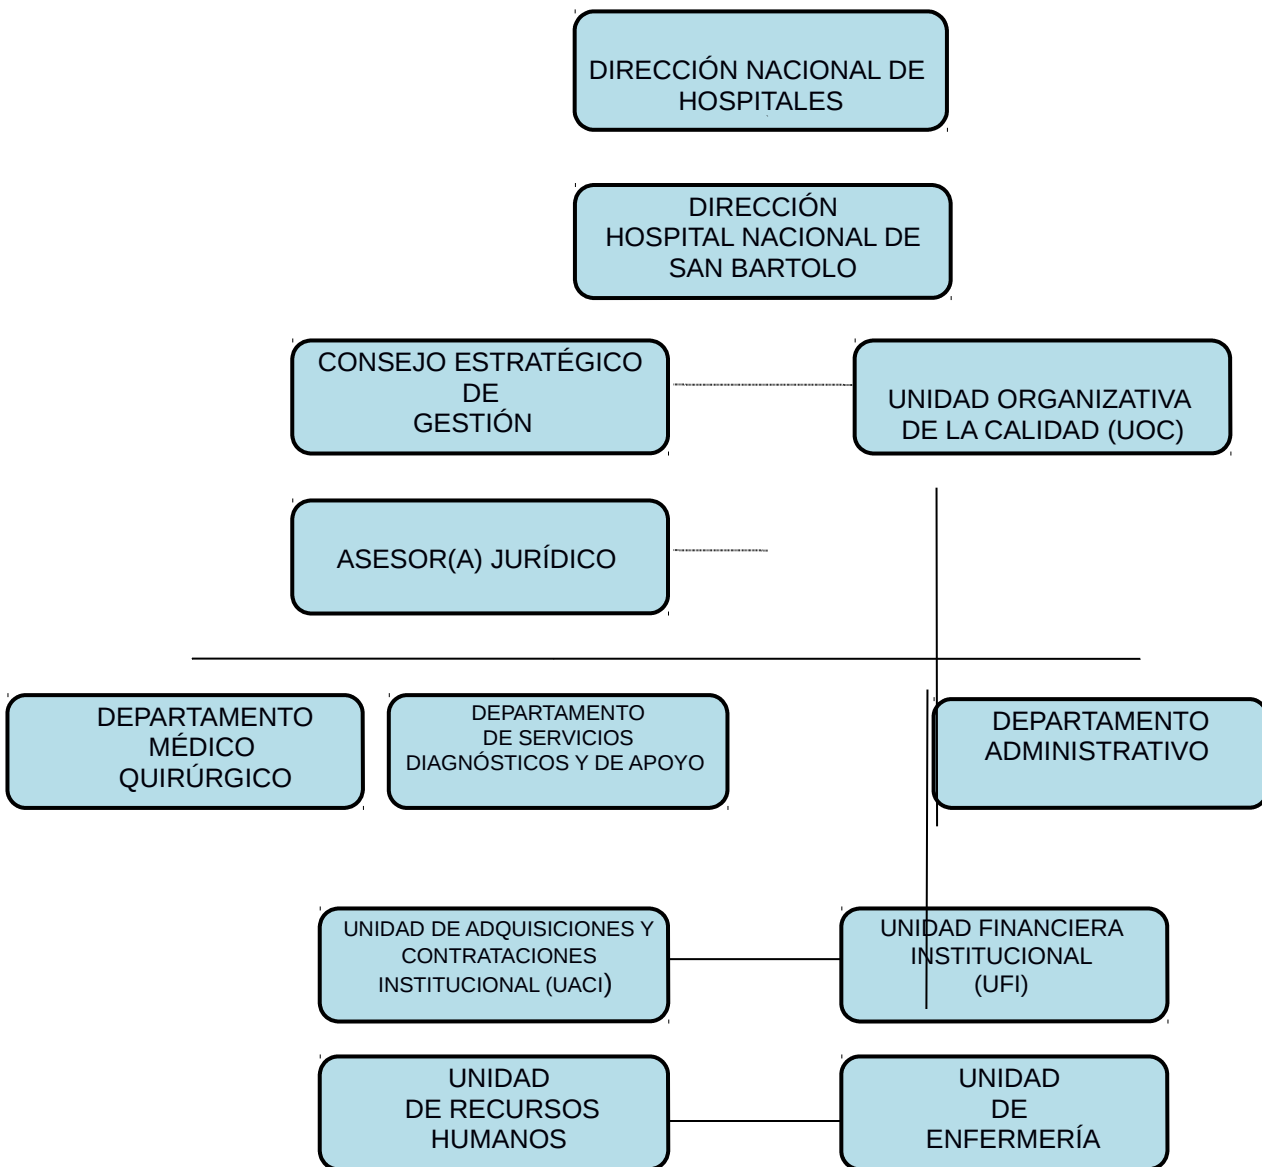 DIRECCIÓN NACIONAL DE
HOSPITALES
DIRECCIÓN
HOSPITAL NACIONAL DE
SAN BARTOLO
CONSEJO ESTRATÉGICO
DE
GESTIÓN
UNIDAD ORGANIZATIVA
DE LA CALIDAD (UOC)
ASESOR(A) JURÍDICO
DEPARTAMENTO
MÉDICO
QUIRÚRGICO
DEPARTAMENTO
DE SERVICIOS
DIAGNÓSTICOS Y DE APOYO
DEPARTAMENTO
ADMINISTRATIVO
UNIDAD DE ADQUISICIONES Y
CONTRATACIONES
INSTITUCIONAL (UACI)
UNIDAD FINANCIERA
INSTITUCIONAL
(UFI)
UNIDAD
DE RECURSOS
HUMANOS
UNIDAD
DE
ENFERMERÍA